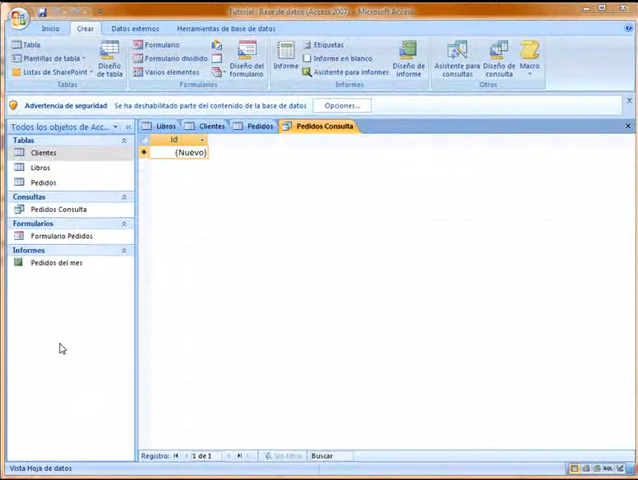 Tutorial: Base de datos (Access 2007) - Microsoft Access
Inicio Crear Datos externos Herramientas de base de datos
Tabla
Plantillas de tabla
Listas de SharePoint
Diseño de tabla
Tablas
Formulario
Formulario dividido
Varios elementos
Diseño del formulario
Formularios
Informe
Etiquetas
Informe en blanco
Asistente para informes
Diseño de informe
Informes
Asistente para consultas
Diseño de consulta
Macro
Otros
Advertencia de seguridad Se ha deshabilitado parte del contenido de la base de datos Opciones...
Todos los objetos de Acc...
Libros Clientes Pedidos Pedidos Consulta
Tablas
Clientes
Libros
Pedidos
Consultas
Pedidos Consulta
Formularios
Formulario Pedidos
Informes
Pedidos del mes
Id
(Nuevo)
Registro: 1 de 1 Sin filtro Buscar
Vista Hoja de datos
SQL